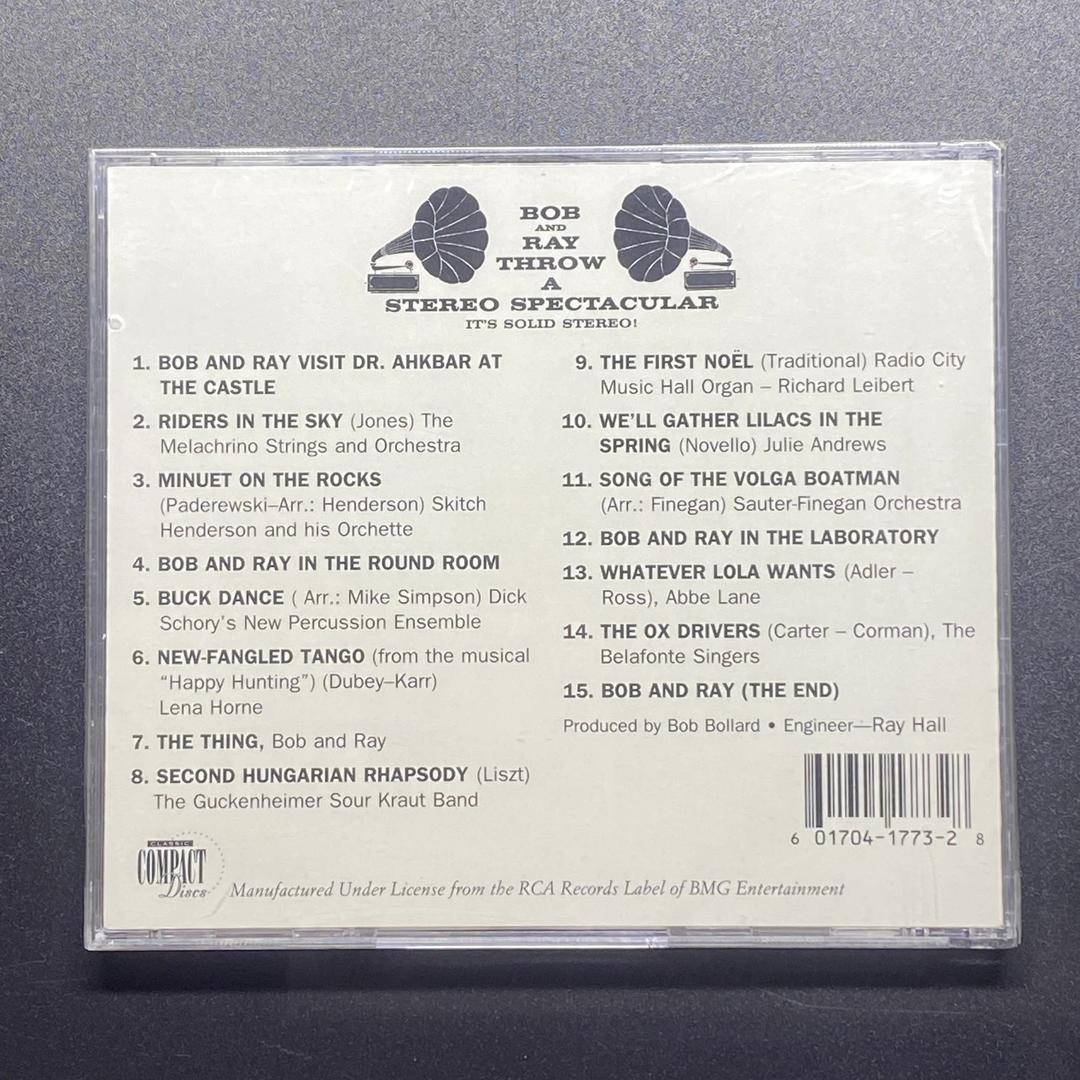 BOB
AND
RAY
THROW
A
STEREO SPECTACULAR
IT'S SOLID STEREO!
1. BOB AND RAY VISIT DR. AHKBAR AT
THE CASTLE
2. RIDERS IN THE SKY (Jones) The
Melachrino Strings and Orchestra
3. MINUET ON THE ROCKS
(Paderewski–Arr.: Henderson) Skitch
Henderson and his Orchette
4. BOB AND RAY IN THE ROUND ROOM
5. BUCK DANCE ( Arr.: Mike Simpson) Dick
Schory's New Percussion Ensemble
6. NEW-FANGLED TANGO (from the musical
“Happy Hunting”) (Dubey–Karr)
Lena Horne
7. THE THING, Bob and Ray
8. SECOND HUNGARIAN RHAPSODY (Liszt)
The Guckenheimer Sour Kraut Band
9. THE FIRST NOËL (Traditional) Radio City
Music Hall Organ – Richard Leibert
10. WE'LL GATHER LILACS IN THE
SPRING (Novello) Julie Andrews
11. SONG OF THE VOLGA BOATMAN
(Arr.: Finegan) Sauter-Finegan Orchestra
12. BOB AND RAY IN THE LABORATORY
13. WHATEVER LOLA WANTS (Adler –
Ross), Abbe Lane
14. THE OX DRIVERS (Carter – Corman), The
Belafonte Singers
15. BOB AND RAY (THE END)
Produced by Bob Bollard • Engineer—Ray Hall
6 01704-1773-2 8
CLASSIC
COMPACT
Discs
Manufactured Under License from the RCA Records Label of BMG Entertainment